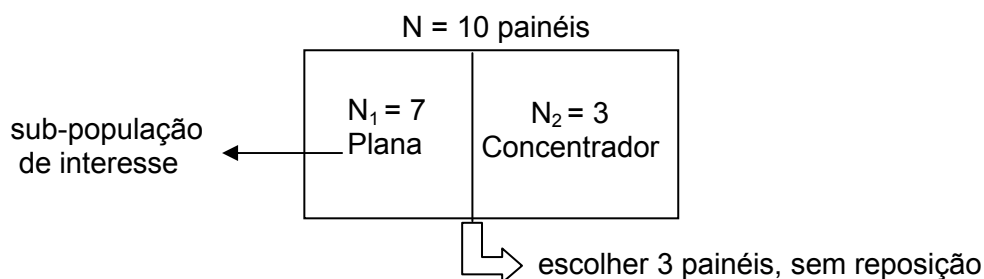 N = 10 painéis
N₁ = 7
Plana
N₂ = 3
Concentrador
sub-população
de interesse
escolher 3 painéis, sem reposição